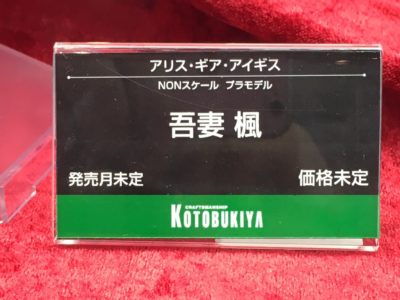 アリス・ギア・アイギス
NONスケール プラモデル
吾妻 楓
発売月未定 価格未定
CRAFTSMANSHIP
KOTOBUKIYA